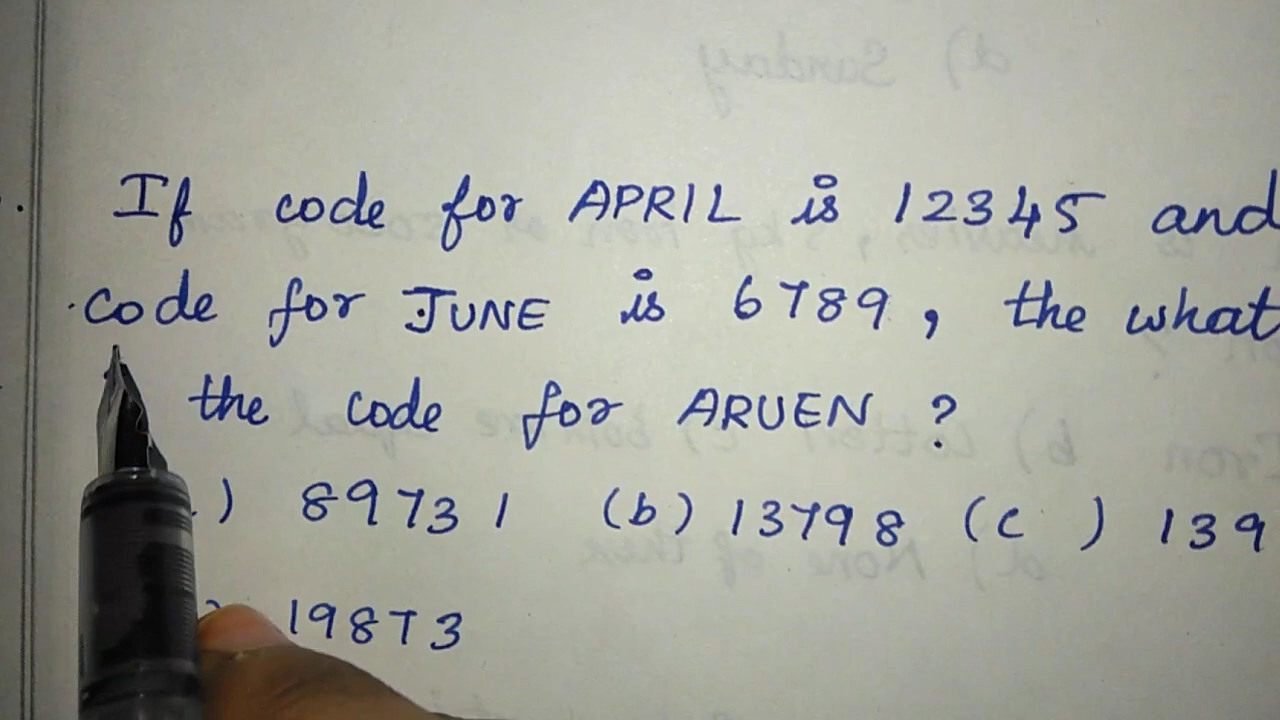 If code for APRIL is 12345 and
code for JUNE is 6789, the what
the code for ARUEN ?
) 89731 (b) 13798 (c ) 139
19873